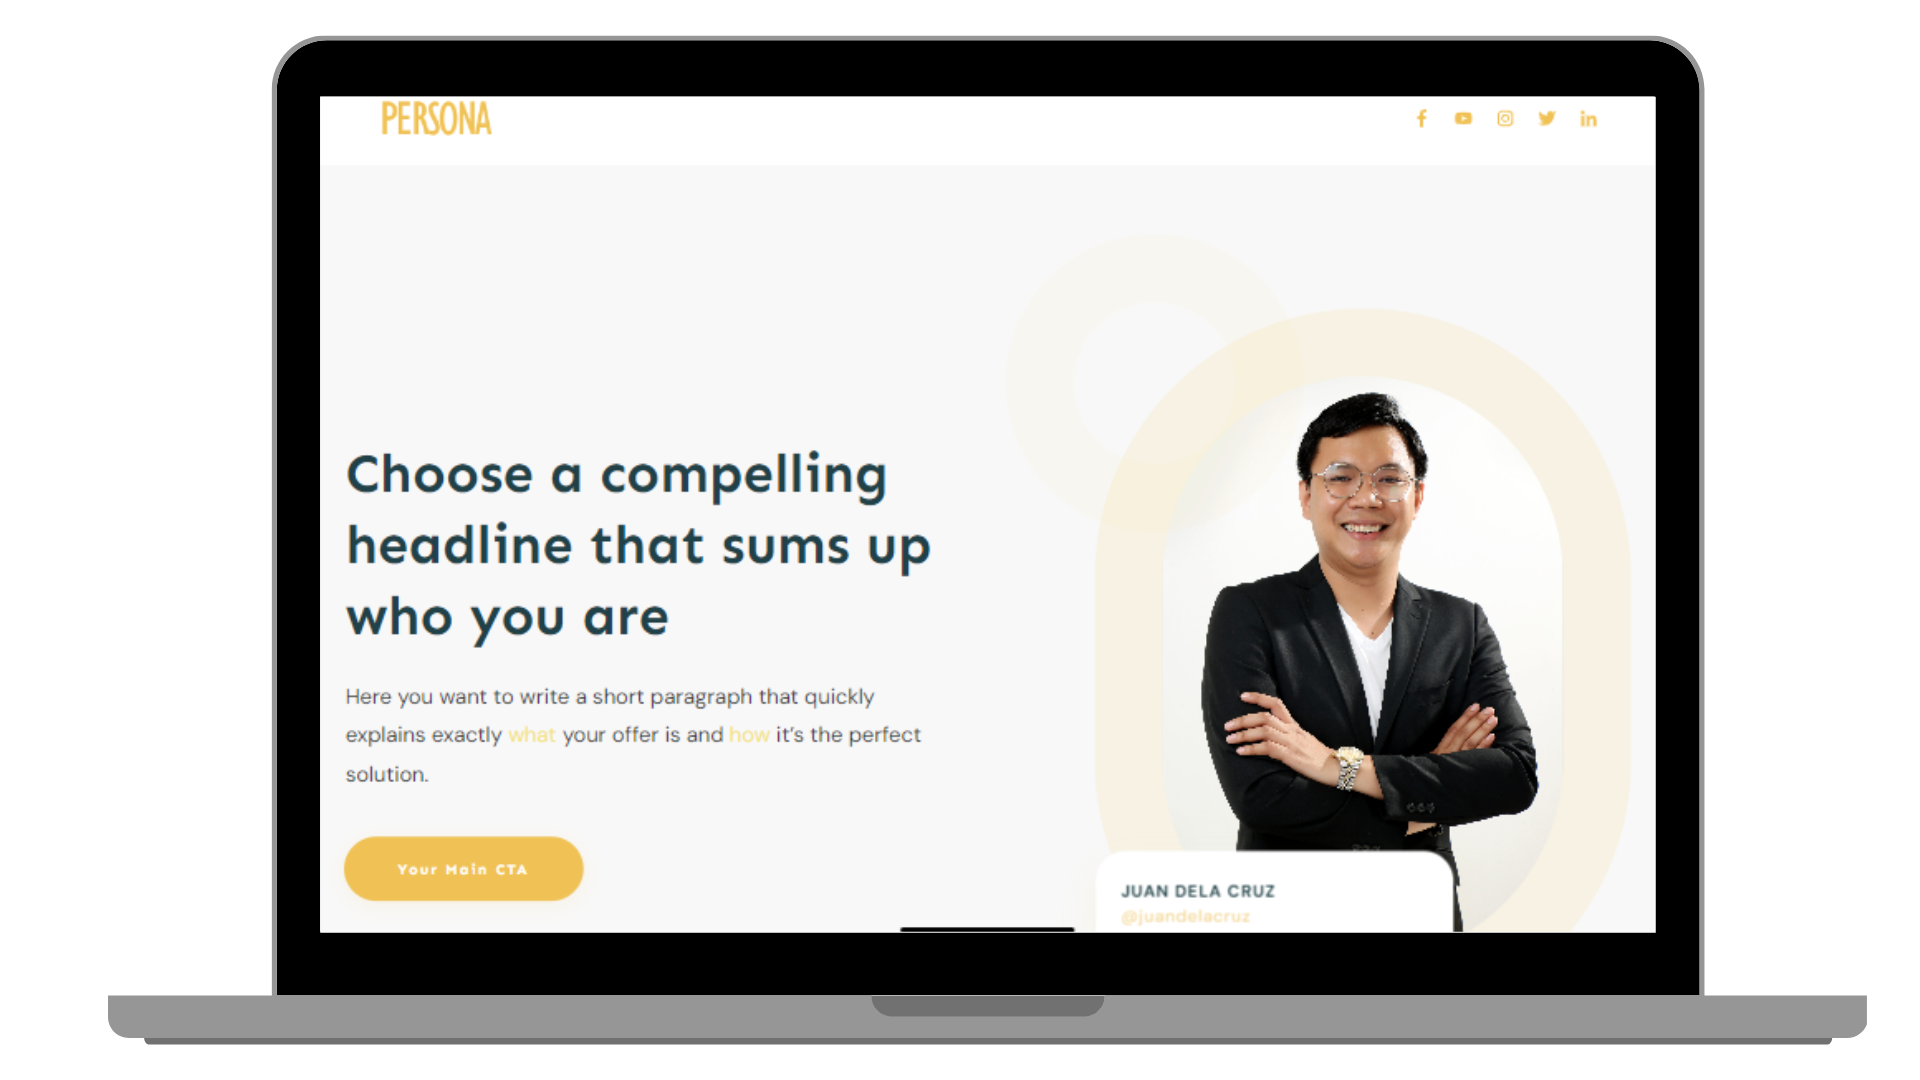 PERSONA
Choose a compelling
headline that sums up
who you are
Here you want to write a short paragraph that quickly
explains exactly what your offer is and how it's the perfect
solution.
Your Main CTA
JUAN DELA CRUZ
@juandelacruz